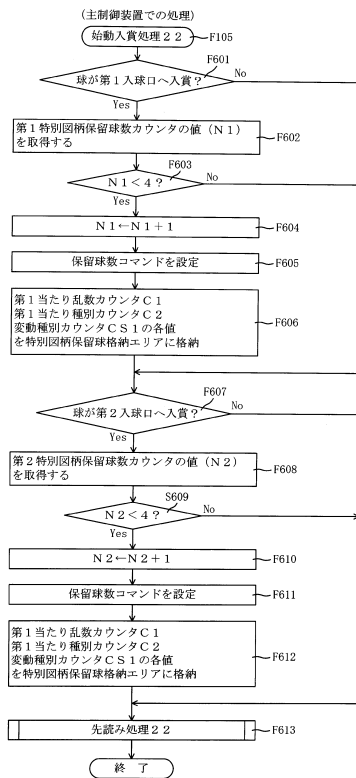 (主制御装置での処理)
始動入賞処理22
F105
球が第1入球口へ入賞?
F601
No
Yes
第1特別図柄保留球数カウンタの値(N1)
を取得する
F602
N1<4?
F603
No
Yes
N1←N1+1
F604
保留球数コマンドを設定
F605
第1当たり乱数カウンタC1
第1当たり種別カウンタC2
変動種別カウンタCS1の各値
を特別図柄保留球格納エリアに格納
F606
球が第2入球口へ入賞?
F607
No
Yes
第2特別図柄保留球数カウンタの値(N2)
を取得する
F608
N2<4?
S609
No
Yes
N2←N2+1
F610
保留球数コマンドを設定
F611
第1当たり乱数カウンタC1
第1当たり種別カウンタC2
変動種別カウンタCS1の各値
を特別図柄保留球格納エリアに格納
F612
先読み処理22
F613
終了